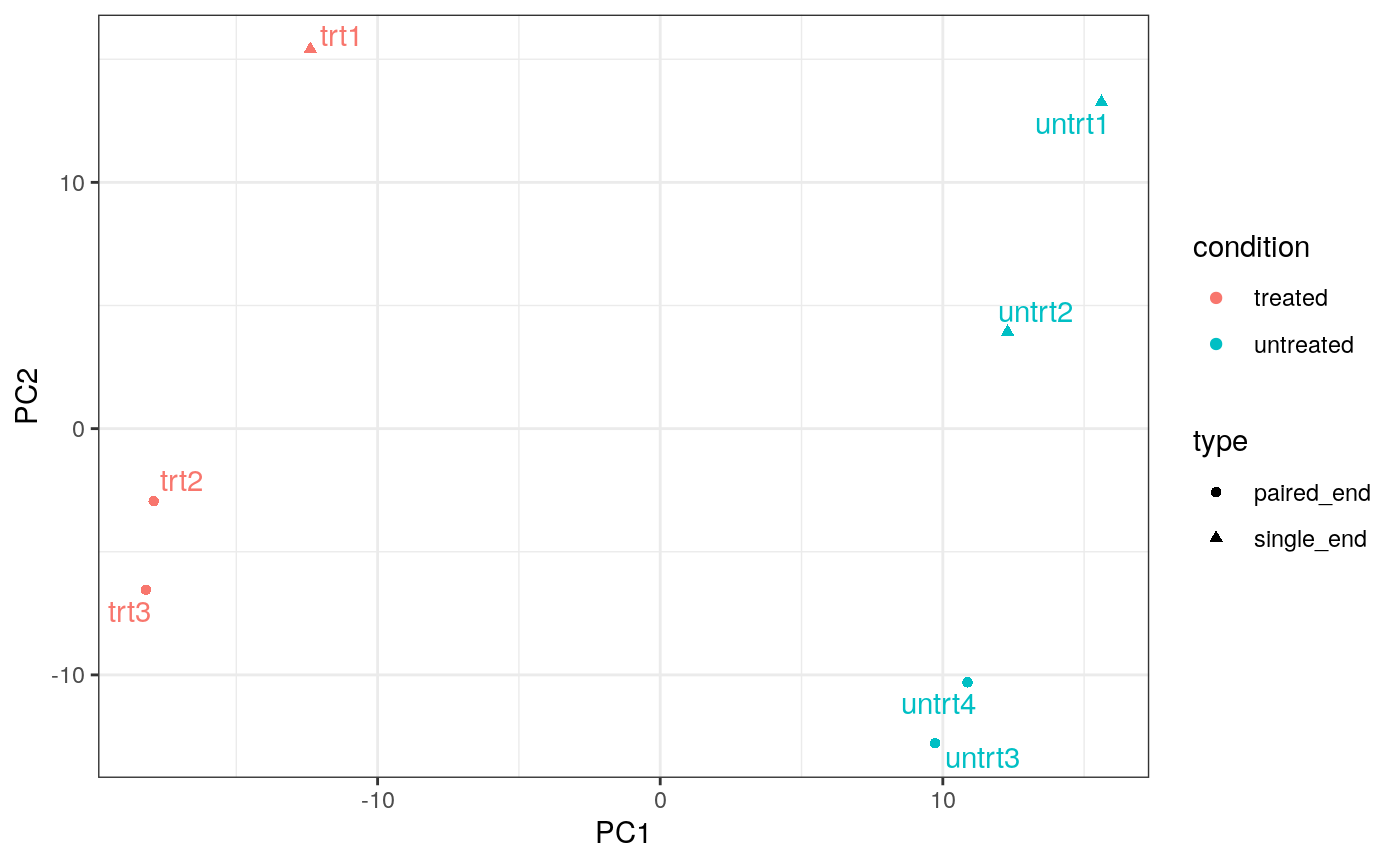 trt1
untrt1
10
untrt2
condition
treated
untreated
PC2
0
type
trt2
paired_end
single_end
trt3
-10
untrt4
untrt3
-10
0
10
PC1